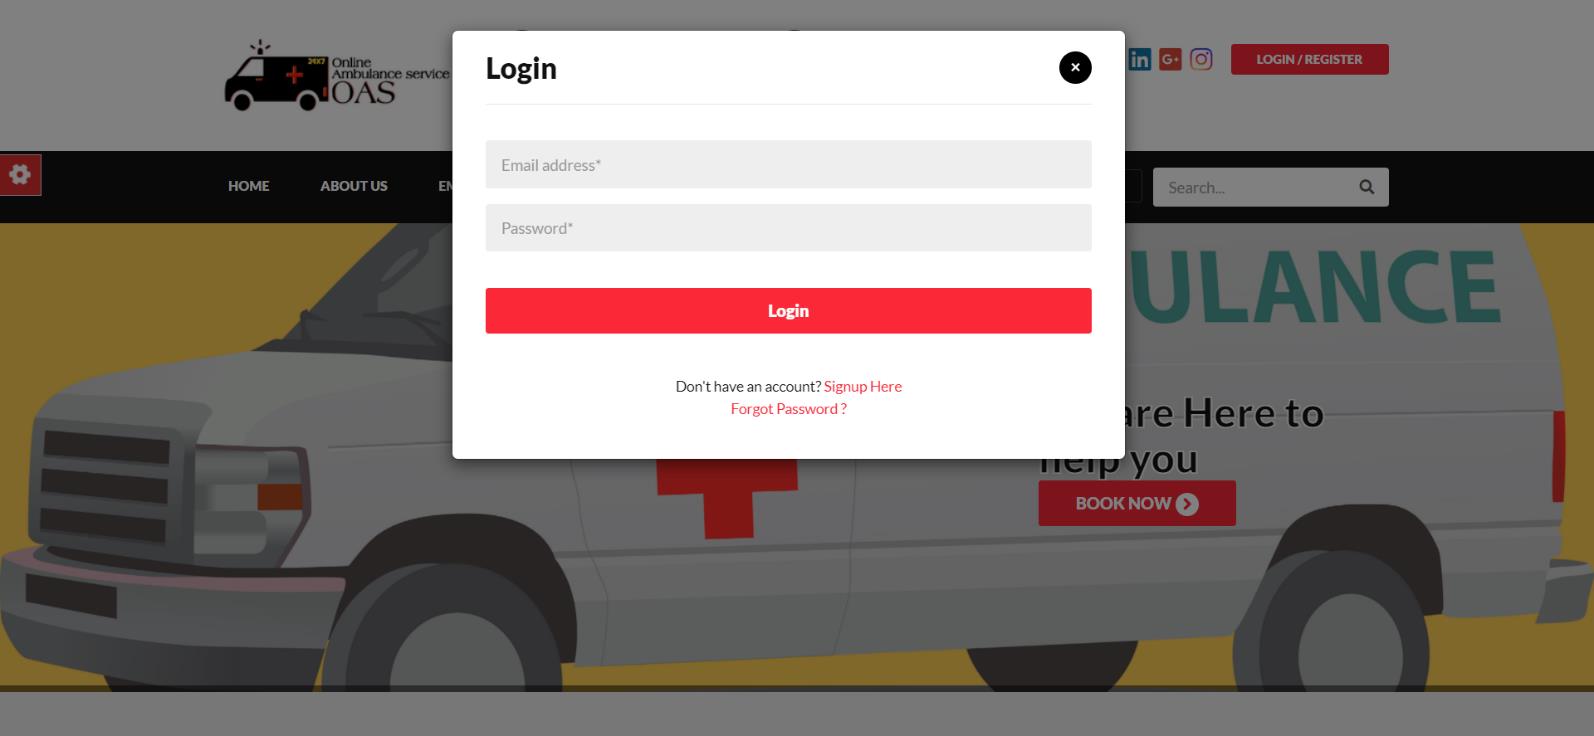 24X7
Online
Ambulance service
OAS
in
G+
LOGIN / REGISTER
Login
×
Email address*
Password*
Login
Don't have an account? Signup Here
Forgot Password ?
HOME
ABOUT US
Search...
ULANCE
are Here to
help you
BOOK NOW